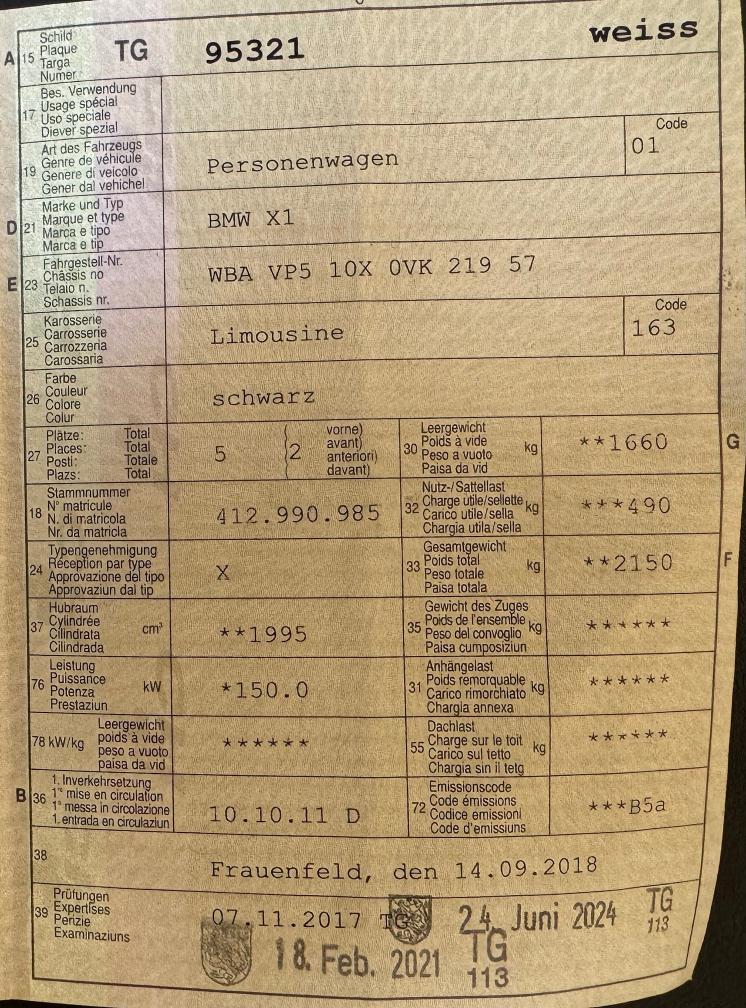 A 15 Schild Plaque Targa Numer TG 95321 weiss
17 Bes. Verwendung Usage spécial Uso speciale Diever spezial
19 Art des Fahrzeugs Genre de véhicule Genere di veicolo Gener dal vehichel Personenwagen Code 01
D 21 Marke und Typ Marque et type Marca e tipo Marca e tip BMW X1
E 23 Fahrgestell-Nr. Châssis no Telaio n. Schassis nr. WBA VP5 10X 0VK 219 57
25 Karosserie Carrosserie Carrozzeria Carossaria Limousine Code 163
26 Farbe Couleur Colore Colur schwarz
27 Plätze: Total Places: Total Posti: Totale Plazs: Total 5 (2 vorne) avant) anteriori) davant)
30 Leergewicht Poids à vide Peso a vuoto Paisa da vid kg **1660 G
18 Stammnummer N° matricule N. di matricola Nr. da matricla 412.990.985
32 Nutz-/Sattellast Charge utile/sellette Carico utile/sella Chargia utila/sella kg ***490
24 Typengenehmigung Réception par type Approvazione del tipo Approvaziun dal tip X
33 Gesamtgewicht Poids total Peso totale Paisa totala kg **2150 F
37 Hubraum Cylindrée Cilindrata Cilindrada cm³ **1995
35 Gewicht des Zuges Poids de l'ensemble Peso del convoglio Paisa cumposiziun kg ******
76 Leistung Puissance Potenza Prestaziun kW *150.0
31 Anhängelast Poids remorquable Carico rimorchiato Chargia annexa kg ******
78 kW/kg Leergewicht poids à vide peso a vuoto paisa da vid ******
55 Dachlast Charge sur le toit Carico sul tetto Chargia sin il tetg kg ******
B 36 1. Inverkehrsetzung 1re mise en circulation 1a messa in circolazione 1. entrada en circulaziun 10.10.11 D
72 Emissionscode Code émissions Codice emissioni Code d'emissiuns ***B5a
38 Frauenfeld, den 14.09.2018
39 Prüfungen Expertises Perizie Examinaziuns 07.11.2017 TG 24. Juni 2024 TG 113
18. Feb. 2021 TG 113